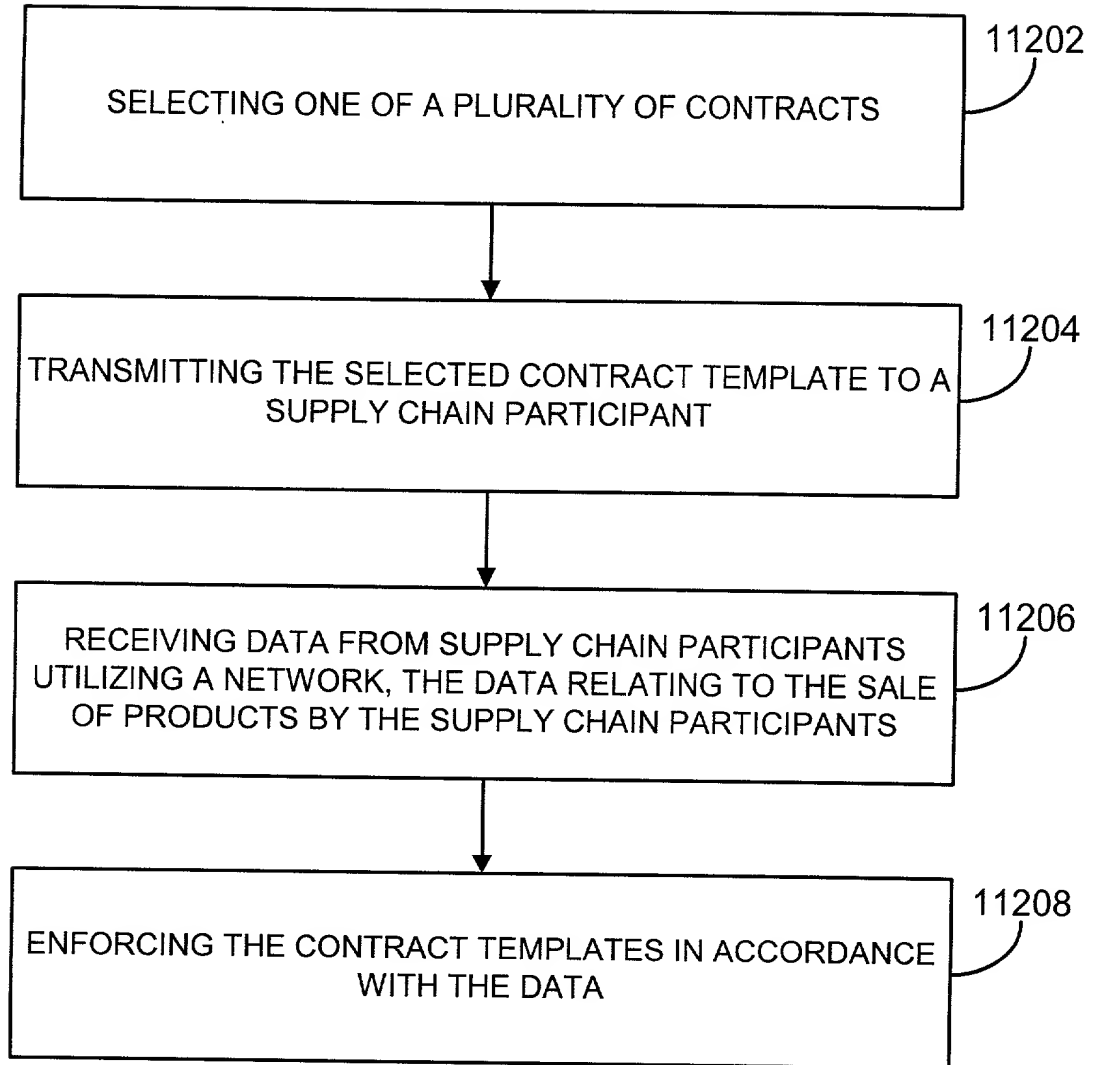 11202
SELECTING ONE OF A PLURALITY OF CONTRACTS
11204
TRANSMITTING THE SELECTED CONTRACT TEMPLATE TO A
SUPPLY CHAIN PARTICIPANT
11206
RECEIVING DATA FROM SUPPLY CHAIN PARTICIPANTS
UTILIZING A NETWORK, THE DATA RELATING TO THE SALE
OF PRODUCTS BY THE SUPPLY CHAIN PARTICIPANTS
11208
ENFORCING THE CONTRACT TEMPLATES IN ACCORDANCE
WITH THE DATA